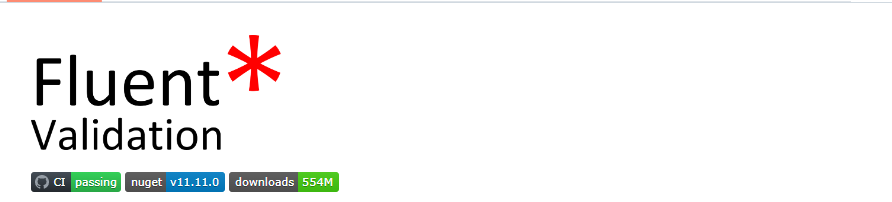 Fluent*
Validation
CI passing nuget v11.11.0 downloads 554M